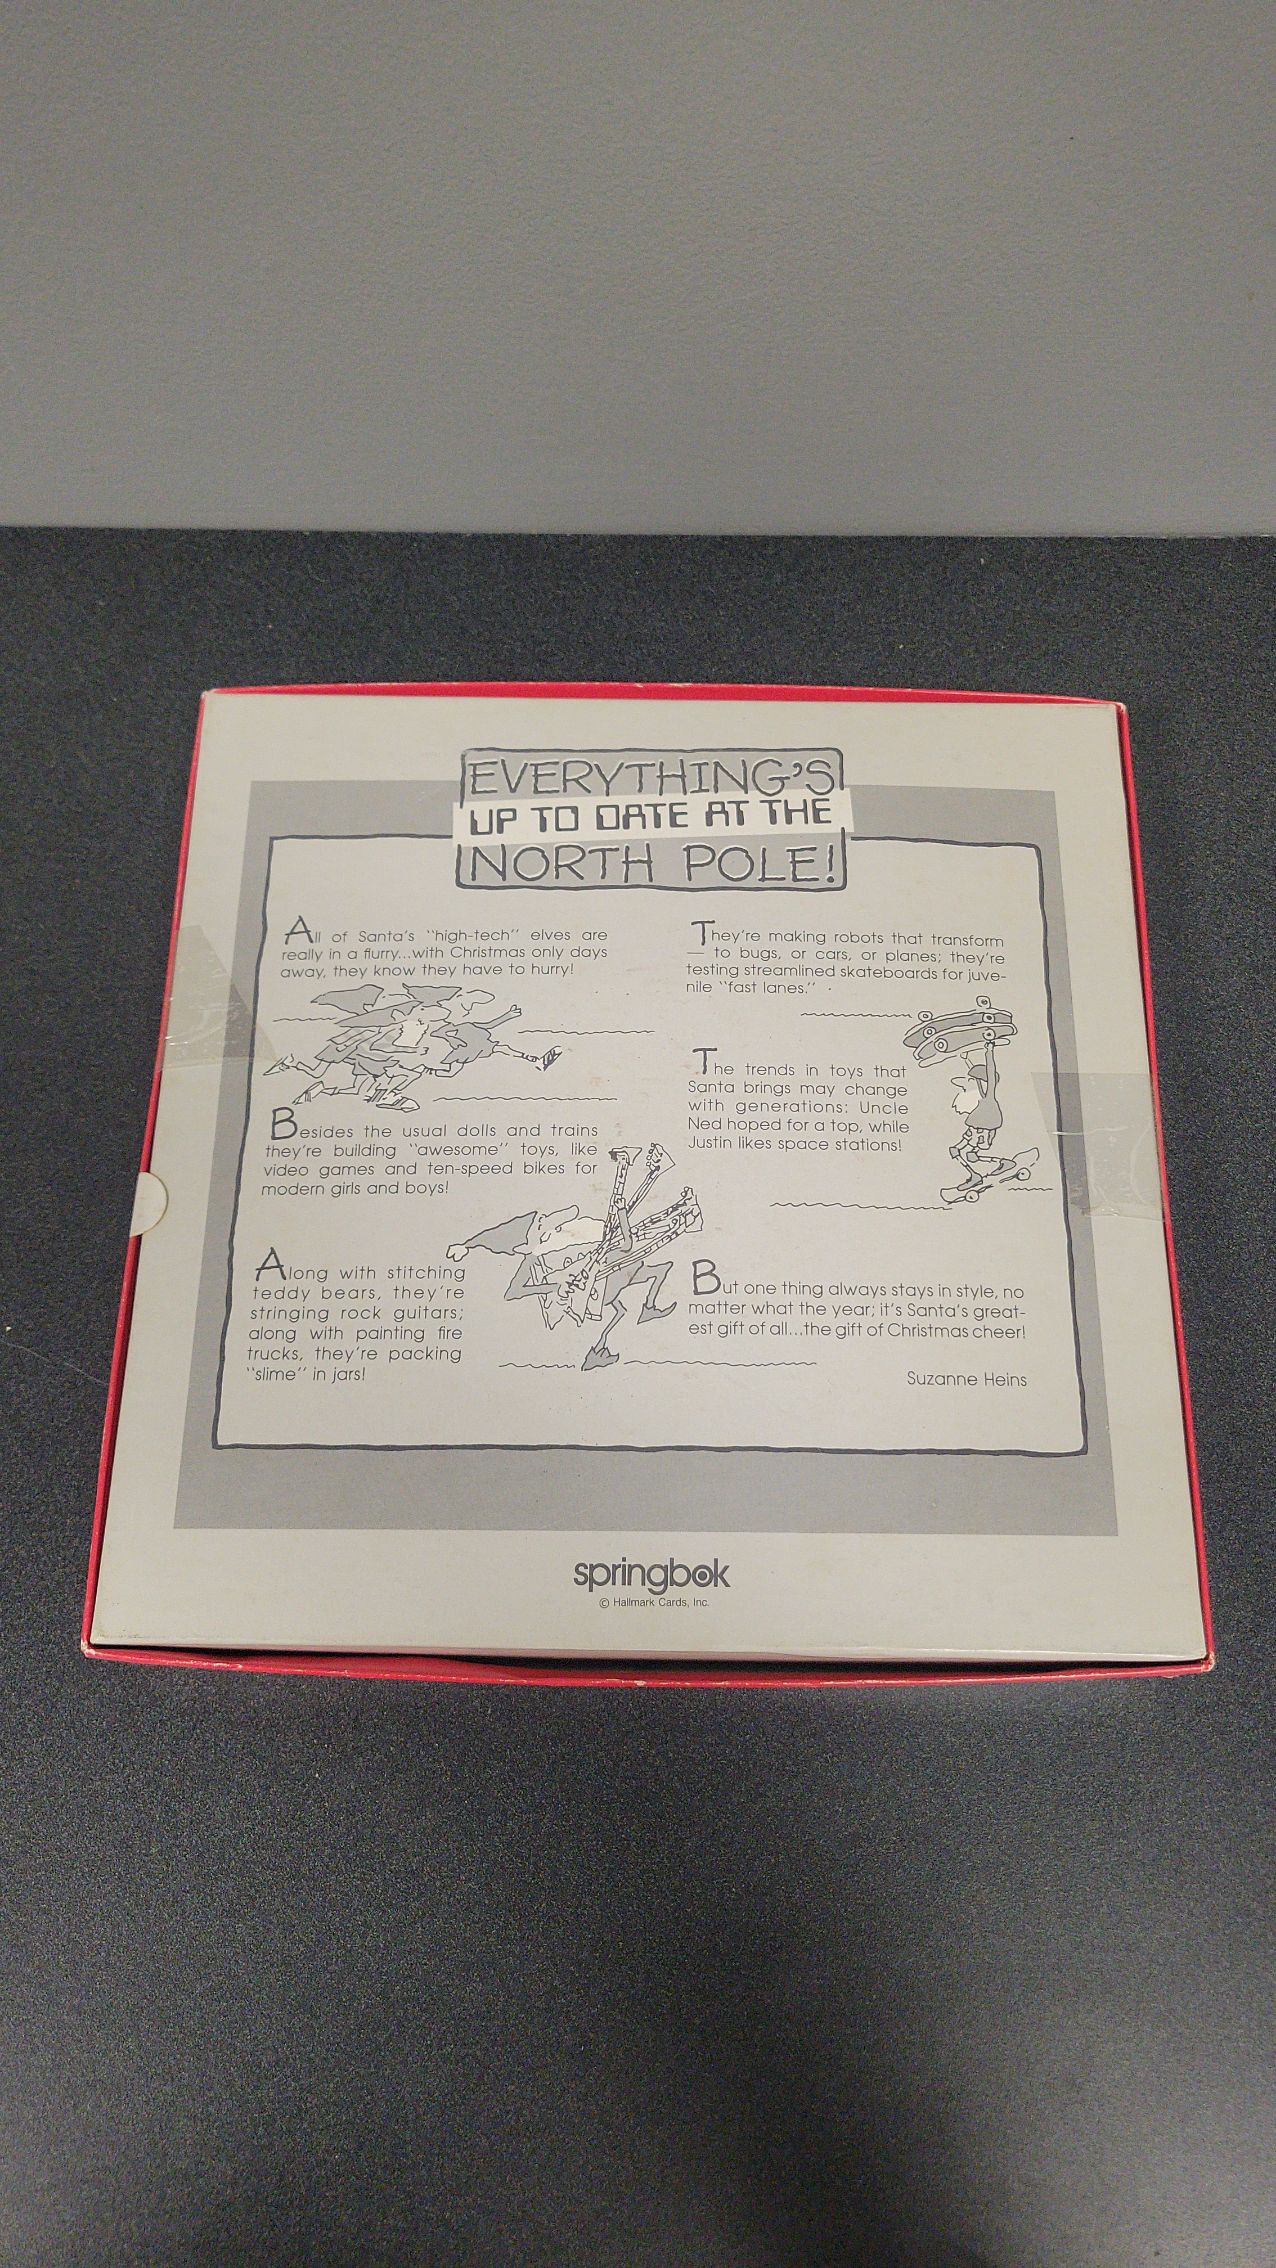 EVERYTHING'S
UP TO DATE AT THE
NORTH POLE!
All of Santa's "high-tech" elves are
really in a flurry...with Christmas only days
away, they know they have to hurry!
Besides the usual dolls and trains
they're building "awesome" toys, like
video games and ten-speed bikes for
modern girls and boys!
Along with stitching
teddy bears, they're
stringing rock guitars;
along with painting fire
trucks, they're packing
"slime" in jars!
They're making robots that transform
— to bugs, or cars, or planes; they're
testing streamlined skateboards for juve-
nile "fast lanes."
The trends in toys that
Santa brings may change
with generations: Uncle
Ned hoped for a top, while
Justin likes space stations!
But one thing always stays in style, no
matter what the year; it's Santa's great-
est gift of all...the gift of Christmas cheer!
Suzanne Heins
springbok
© Hallmark Cards, Inc.